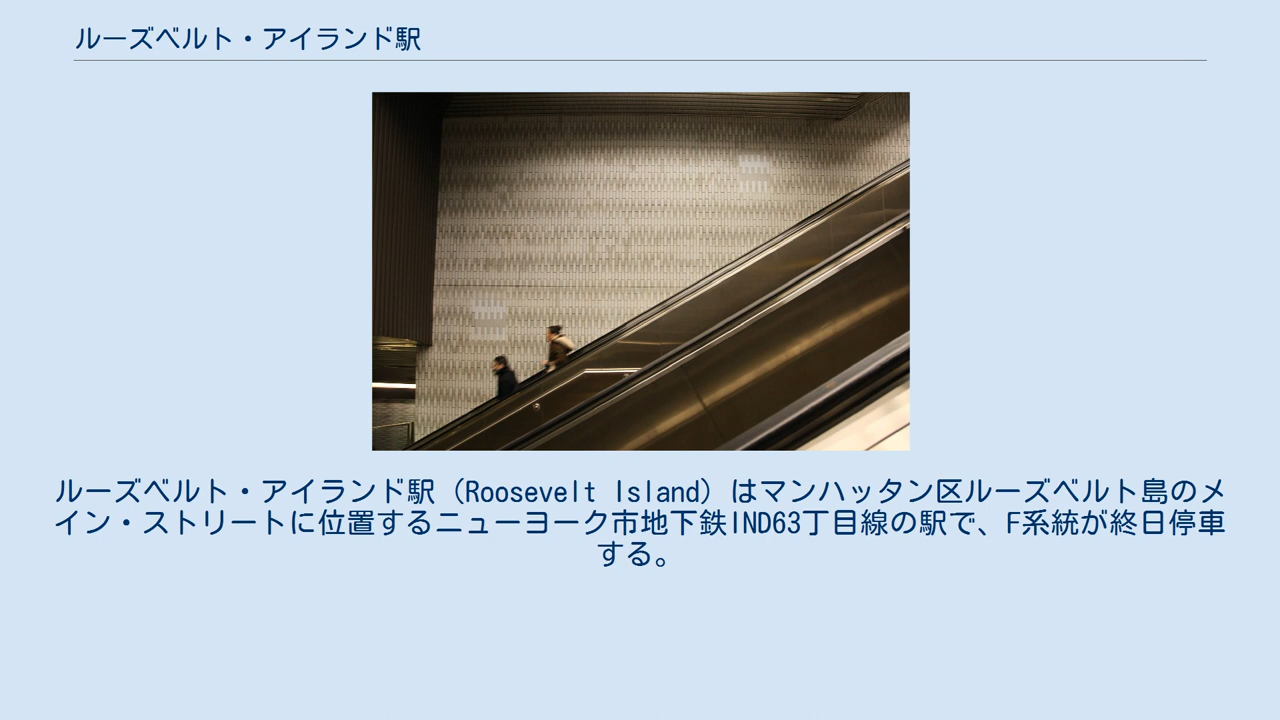 ルーズベルト・アイランド駅
ルーズベルト・アイランド駅（Roosevelt Island）はマンハッタン区ルーズベルト島のメ
イン・ストリートに位置するニューヨーク市地下鉄IND63丁目線の駅で、F系統が終日停車
する。